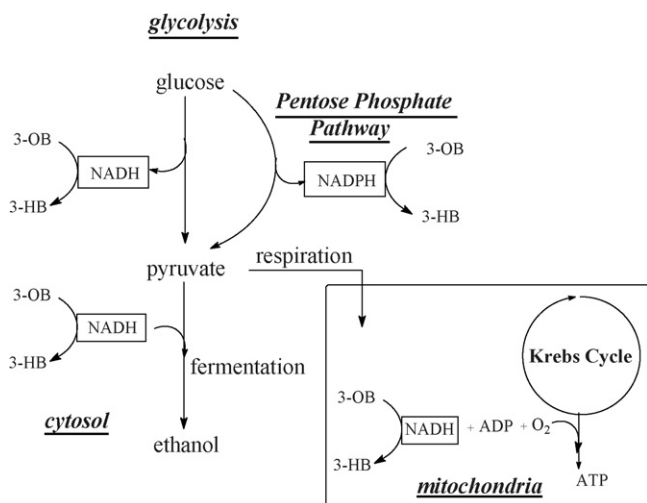 glycolysis
glucose
Pentose Phosphate
Pathway
3-OB
NADH
3-HB
3-OB
NADPH
3-HB
pyruvate
respiration
3-OB
NADH
3-HB
fermentation
Krebs Cycle
cytosol
ethanol
3-OB
NADH + ADP + O₂
3-HB
mitochondria
ATP